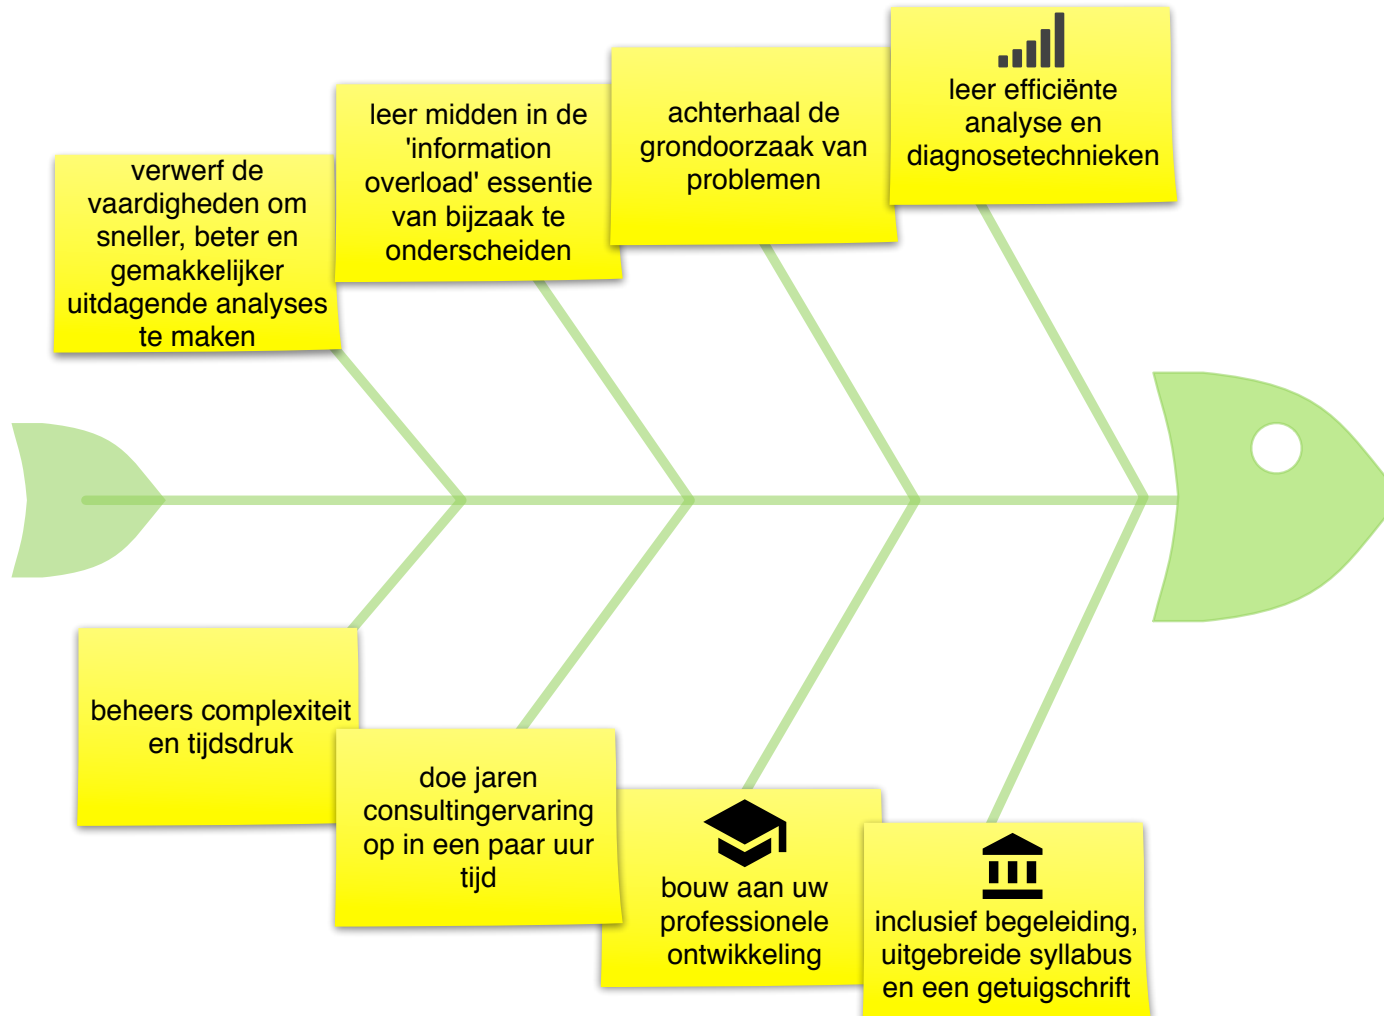 verwerf de
vaardigheden om
sneller, beter en
gemakkelijker
uitdagende analyses
te maken
leer midden in de
'information
overload' essentie
van bijzaak te
onderscheiden
achterhaal de
grondoorzaak van
problemen
leer efficiënte
analyse en
diagnosetechnieken
beheers complexiteit
en tijdsdruk
doe jaren
consultingervaring
op in een paar uur
tijd
bouw aan uw
professionele
ontwikkeling
inclusief begeleiding,
uitgebreide syllabus
en een getuigschrift